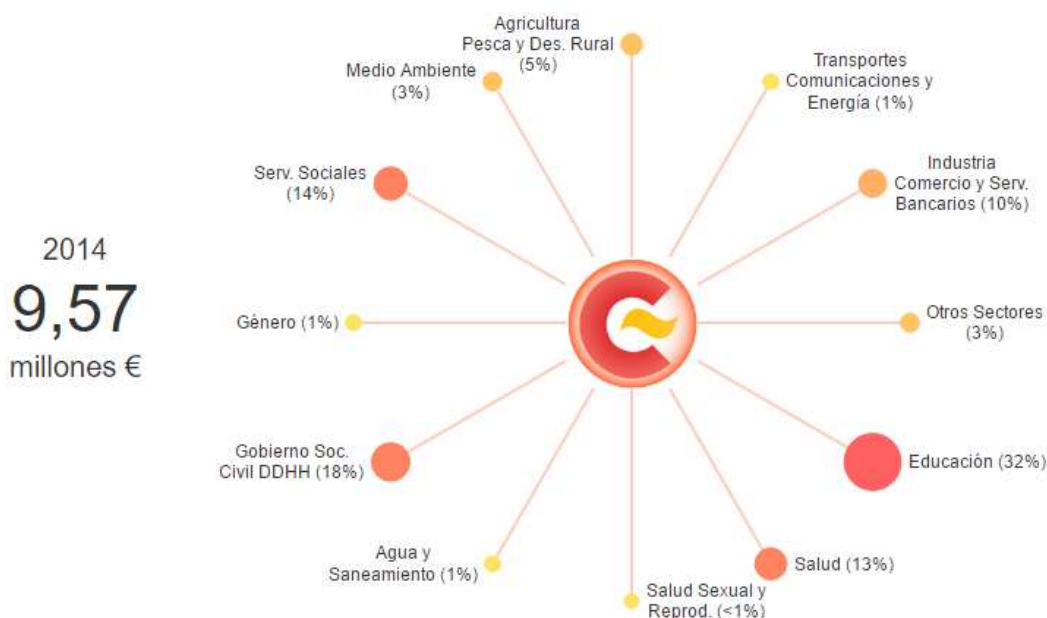 2014
9,57
millones €
Agricultura
Pesca y Des. Rural
(5%)
Transportes
Comunicaciones y
Energía (1%)
Medio Ambiente
(3%)
Industria
Comercio y Serv.
Bancarios (10%)
Serv. Sociales
(14%)
Género (1%)
Otros Sectores
(3%)
Gobierno Soc.
Civil DDHH (18%)
Educación (32%)
Agua y
Saneamiento (1%)
Salud (13%)
Salud Sexual y
Reprod. (<1%)